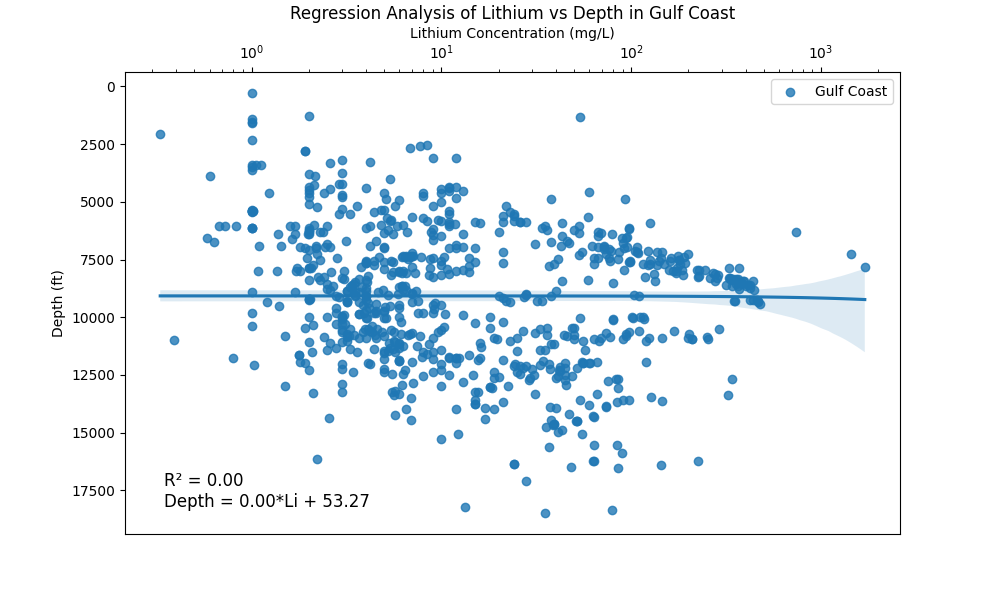 Regression Analysis of Lithium vs Depth in Gulf Coast
Lithium Concentration (mg/L)
10⁰ 10¹ 10² 10³
Gulf Coast
Depth (ft)
0
2500
5000
7500
10000
12500
15000
17500
R² = 0.00
Depth = 0.00*Li + 53.27